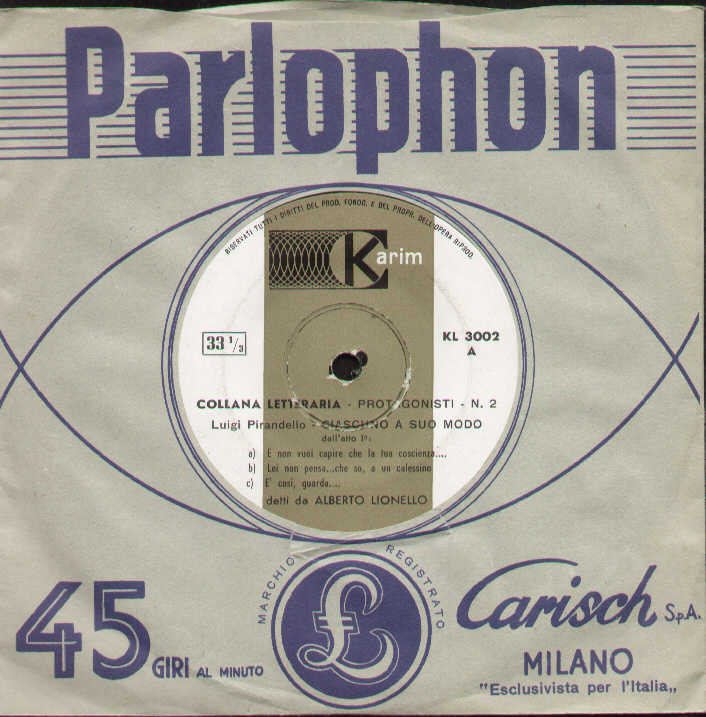 Parlophon
RISERVATI TUTTI I DIRITTI DEL PROD. FONOG. E DEL PROPR. DELL'OPERA RIPROD.
Karim
33 1/3
KL 3002
A
COLLANA LETTERARIA - PROTAGONISTI - N. 2
Luigi Pirandello - CIASCUNO A SUO MODO
dall'atto I°:
a) E non vuoi capire che la tua coscienza....
b) Lei non pensa...che so, a un calessino
c) E' così, guarda....
detti da ALBERTO LIONELLO
MARCHIO REGISTRATO
£
45 GIRI AL MINUTO
Carisch S.p.A.
MILANO
"Esclusivista per l'Italia„